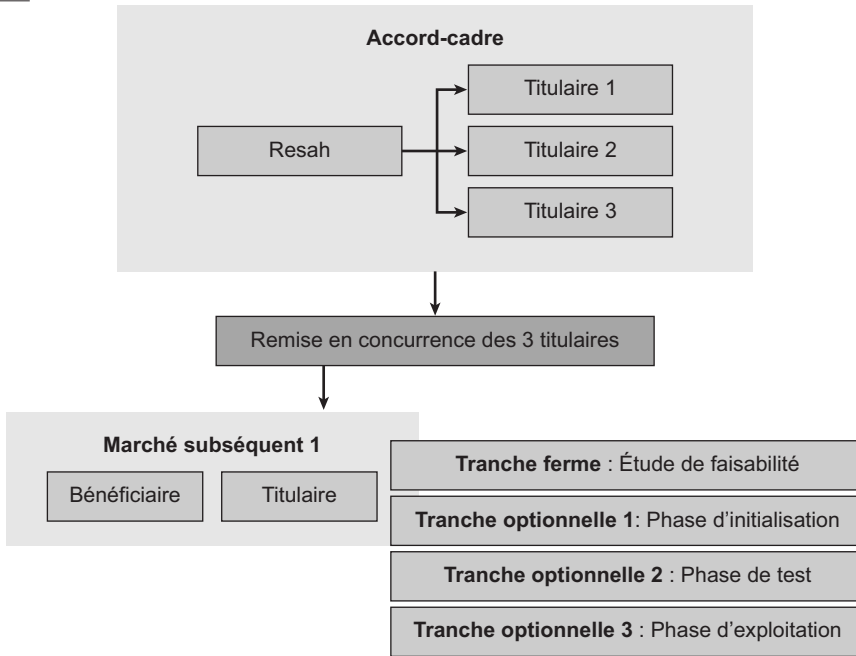 Accord-cadre
Titulaire 1
Resah
Titulaire 2
Titulaire 3
Remise en concurrence des 3 titulaires
Marché subséquent 1
Bénéficiaire
Titulaire
Tranche ferme : Étude de faisabilité
Tranche optionnelle 1: Phase d’initialisation
Tranche optionnelle 2 : Phase de test
Tranche optionnelle 3 : Phase d’exploitation